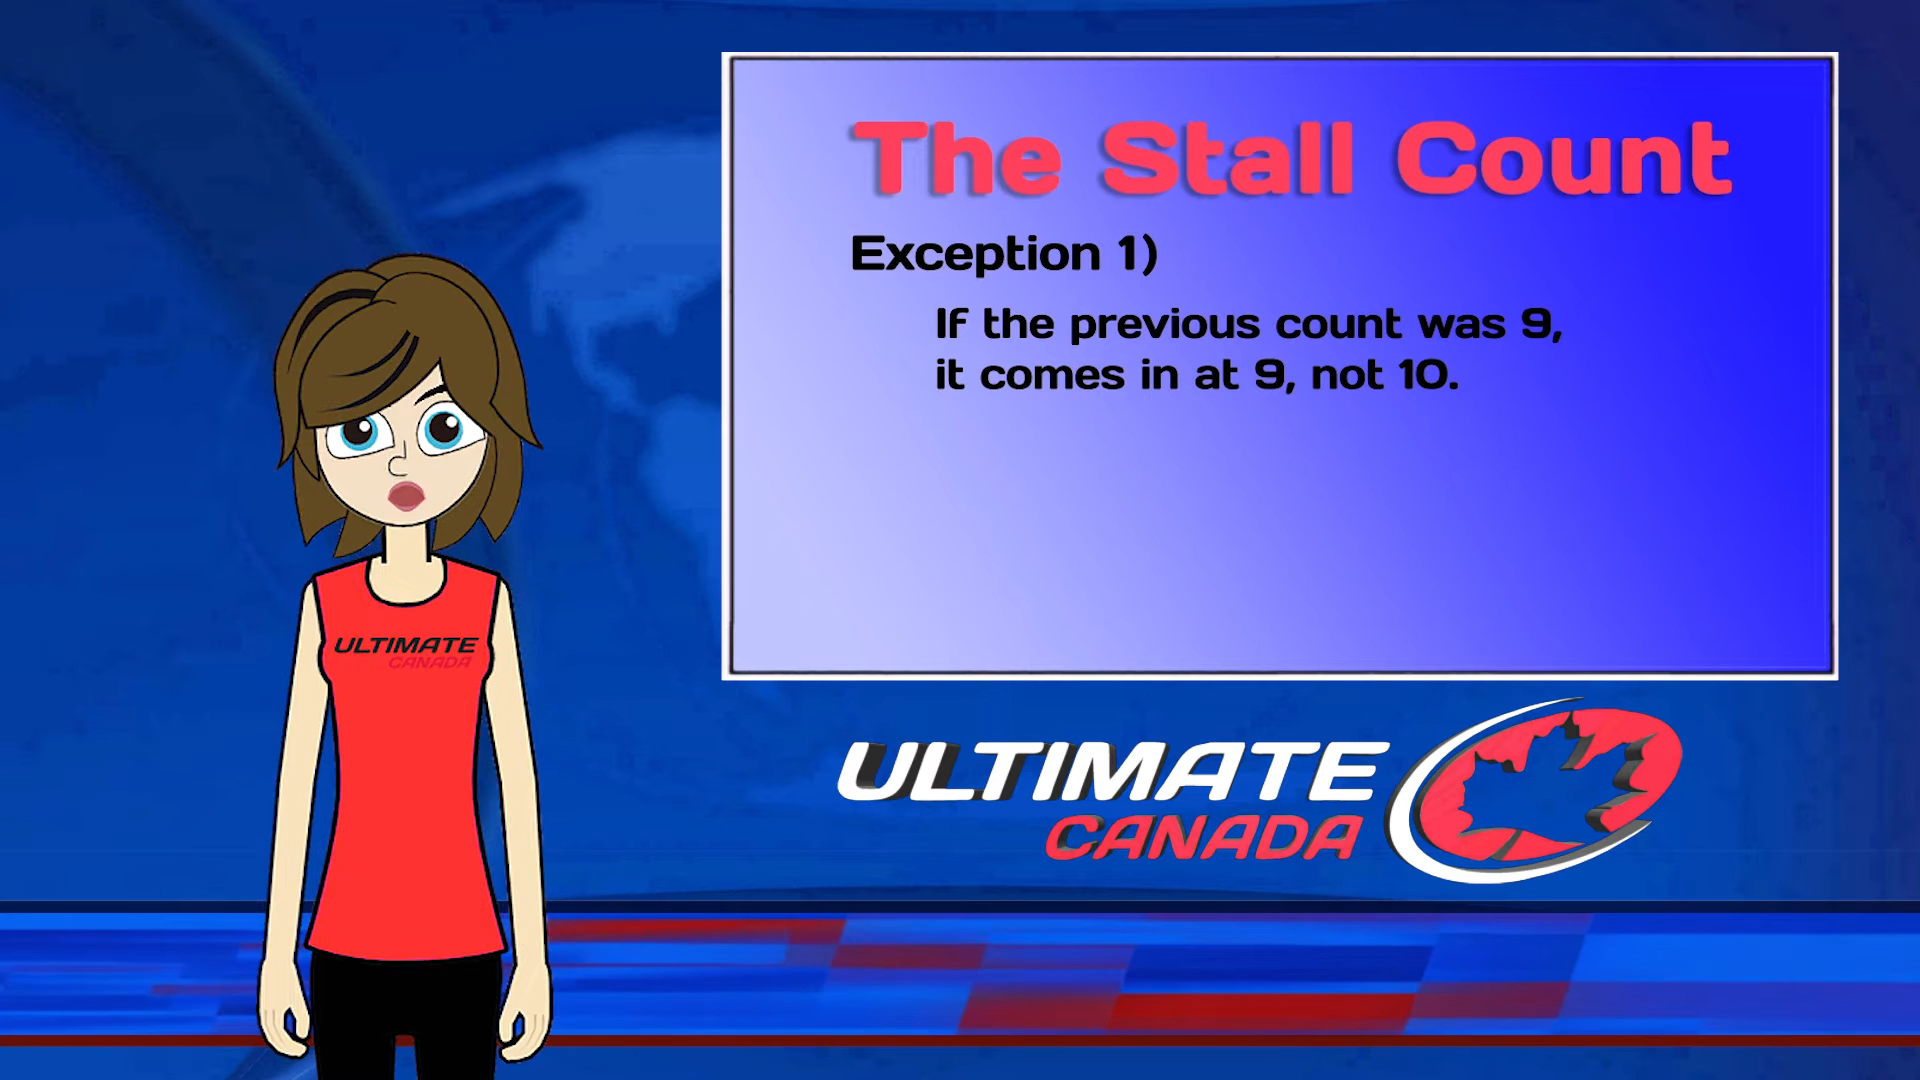 The Stall Count
Exception 1)
If the previous count was 9,
it comes in at 9, not 10.
ULTIMATE
CANADA
ULTIMATE
CANADA